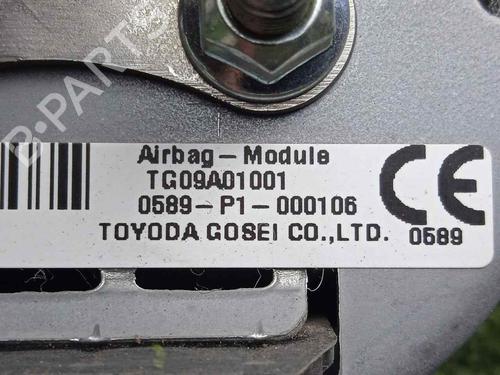 B-PARTS
Airbag-Module
TG09A01001
0589-P1-000106
TOYODA GOSEI CO.,LTD.
CE
0589